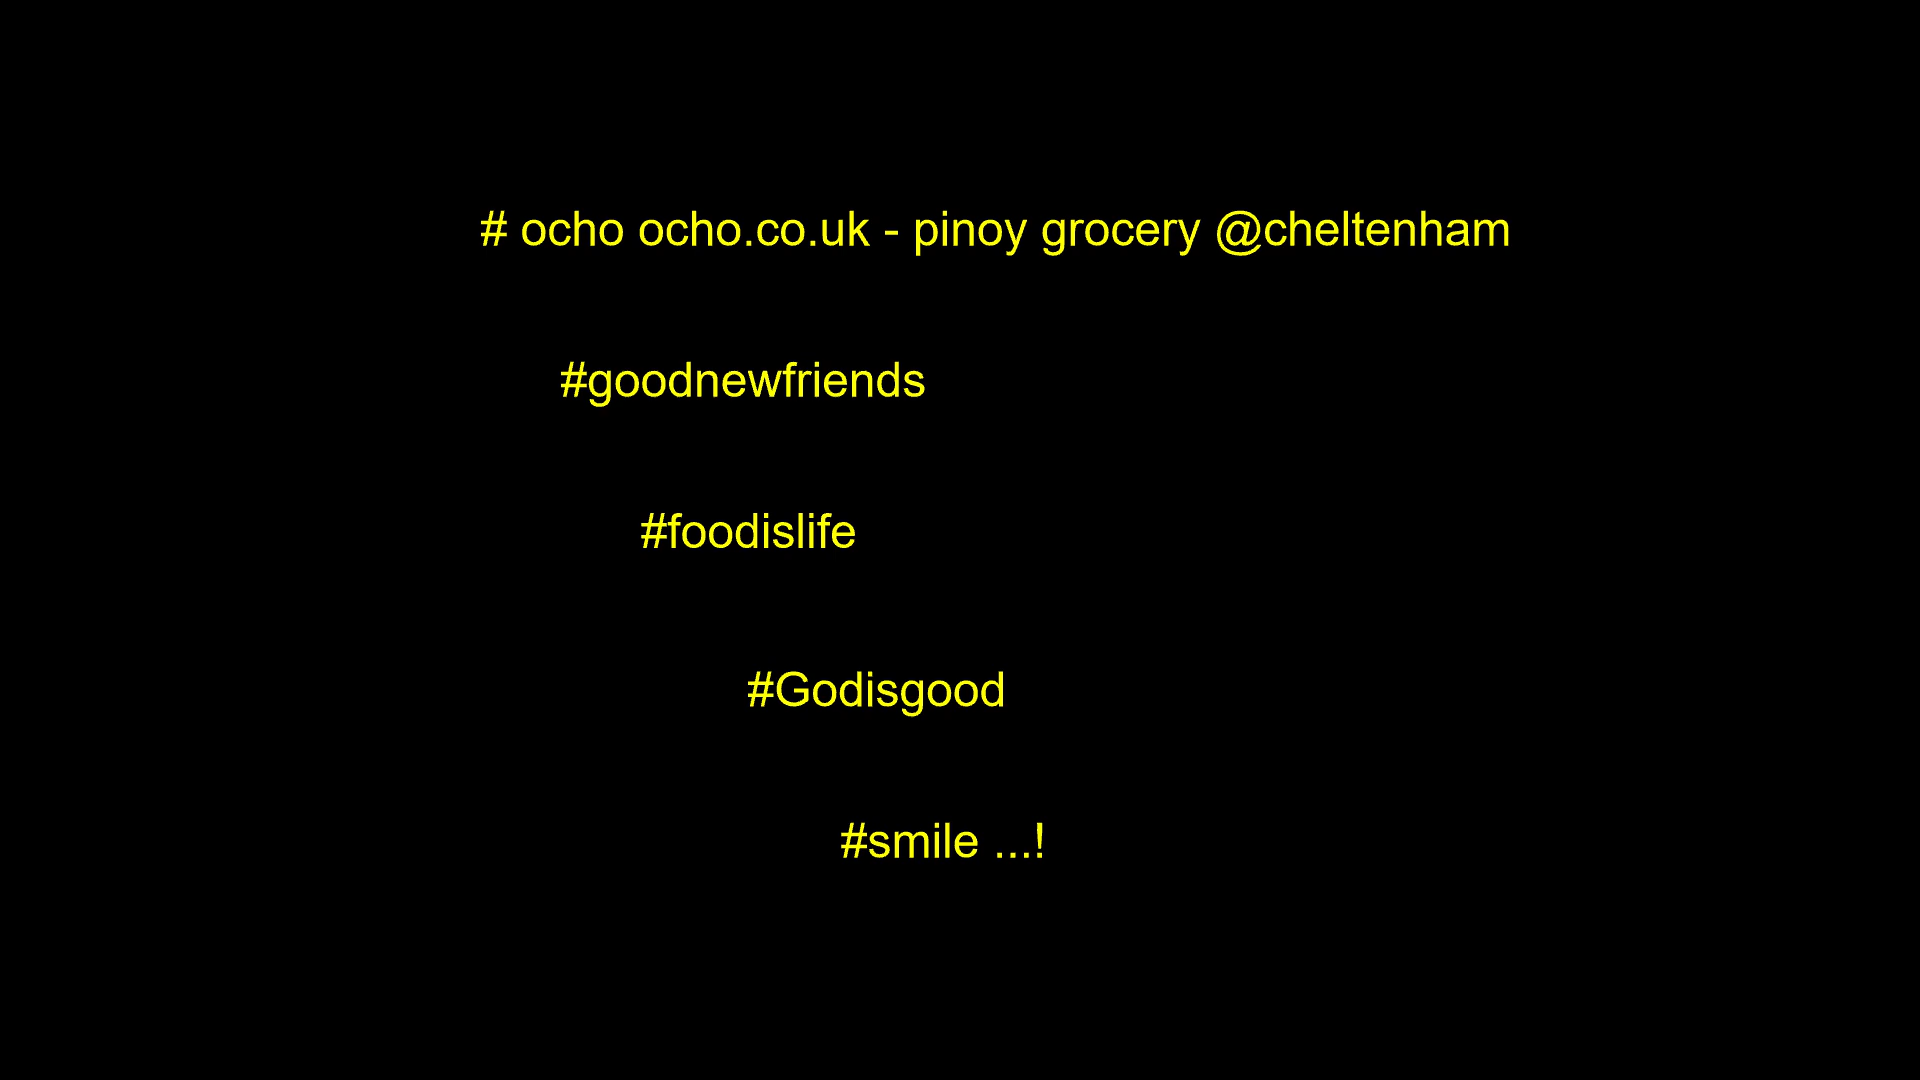 # ocho ocho.co.uk - pinoy grocery @cheltenham
#goodnewfriends
#foodislife
#Godisgood
#smile ...!